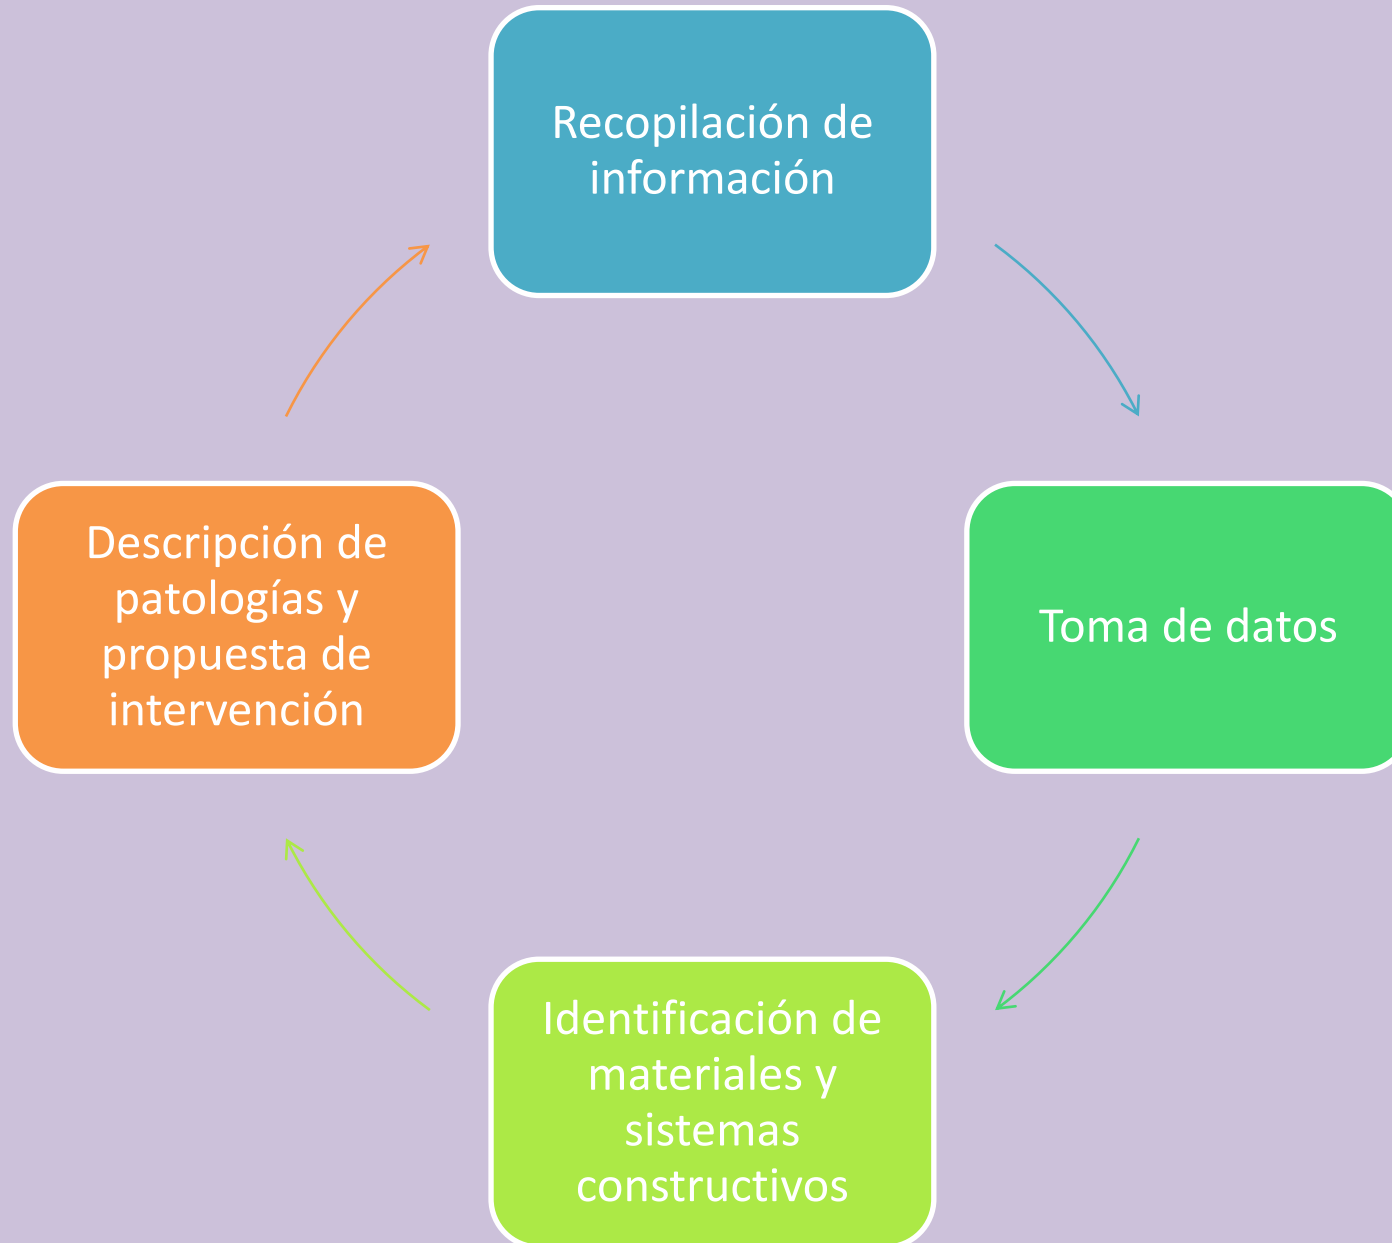 Recopilación de
información
Toma de datos
Identificación de
materiales y
sistemas
constructivos
Descripción de
patologías y
propuesta de
intervención